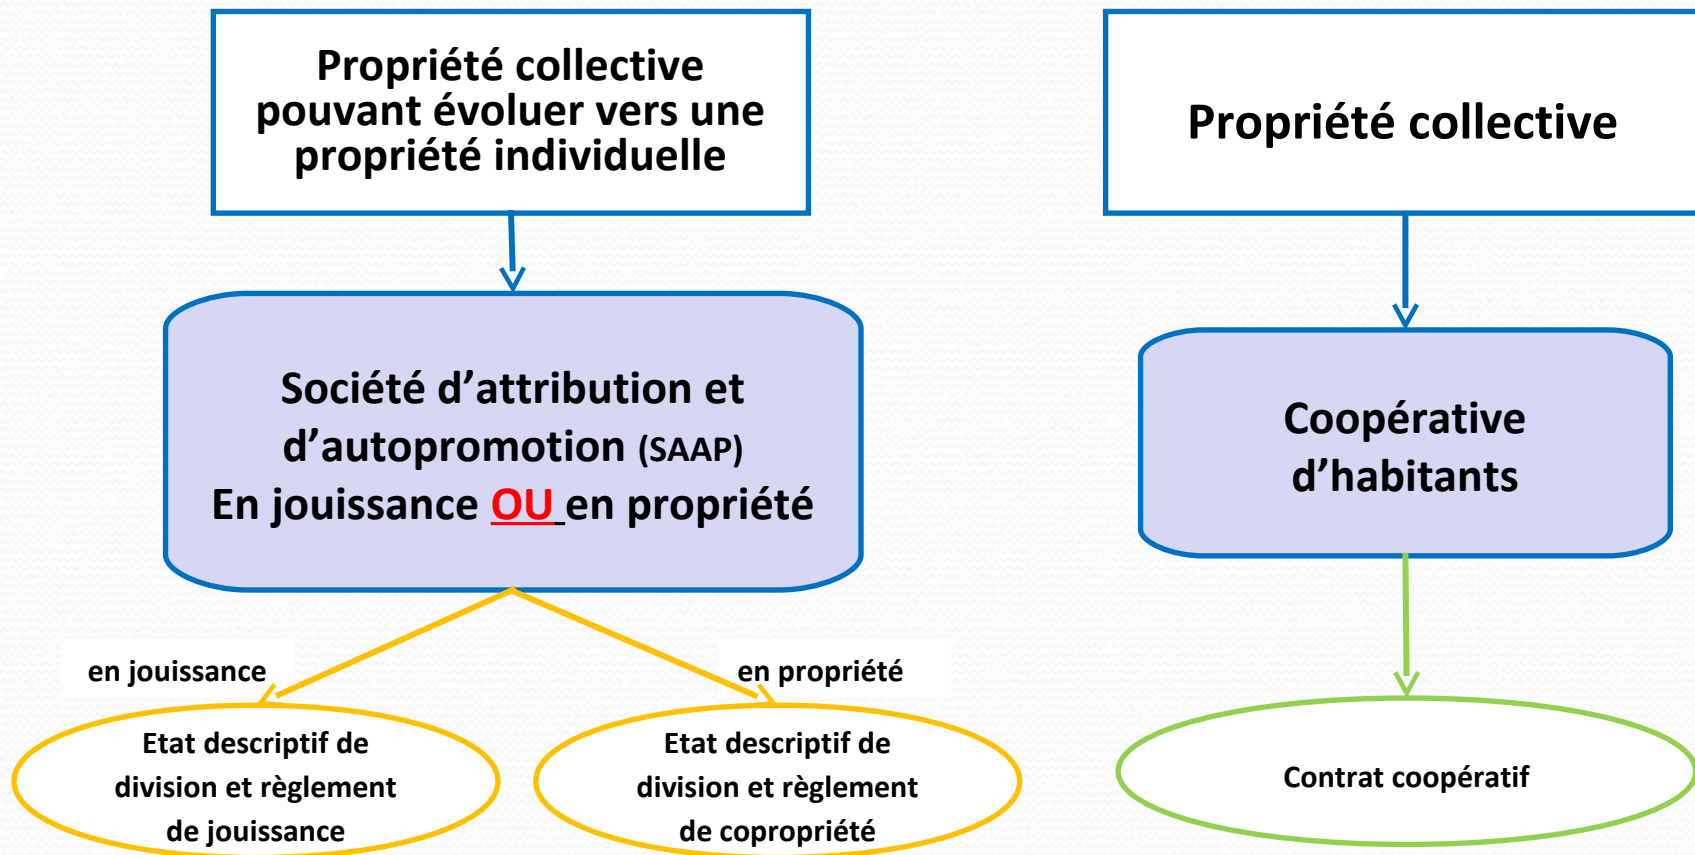 Propriété collective
pouvant évoluer vers une
propriété individuelle
Propriété collective
Société d’attribution et
d’autopromotion (SAAP)
En jouissance OU en propriété
Coopérative
d’habitants
en jouissance
en propriété
Etat descriptif de
division et règlement
de jouissance
Etat descriptif de
division et règlement
de copropriété
Contrat coopératif